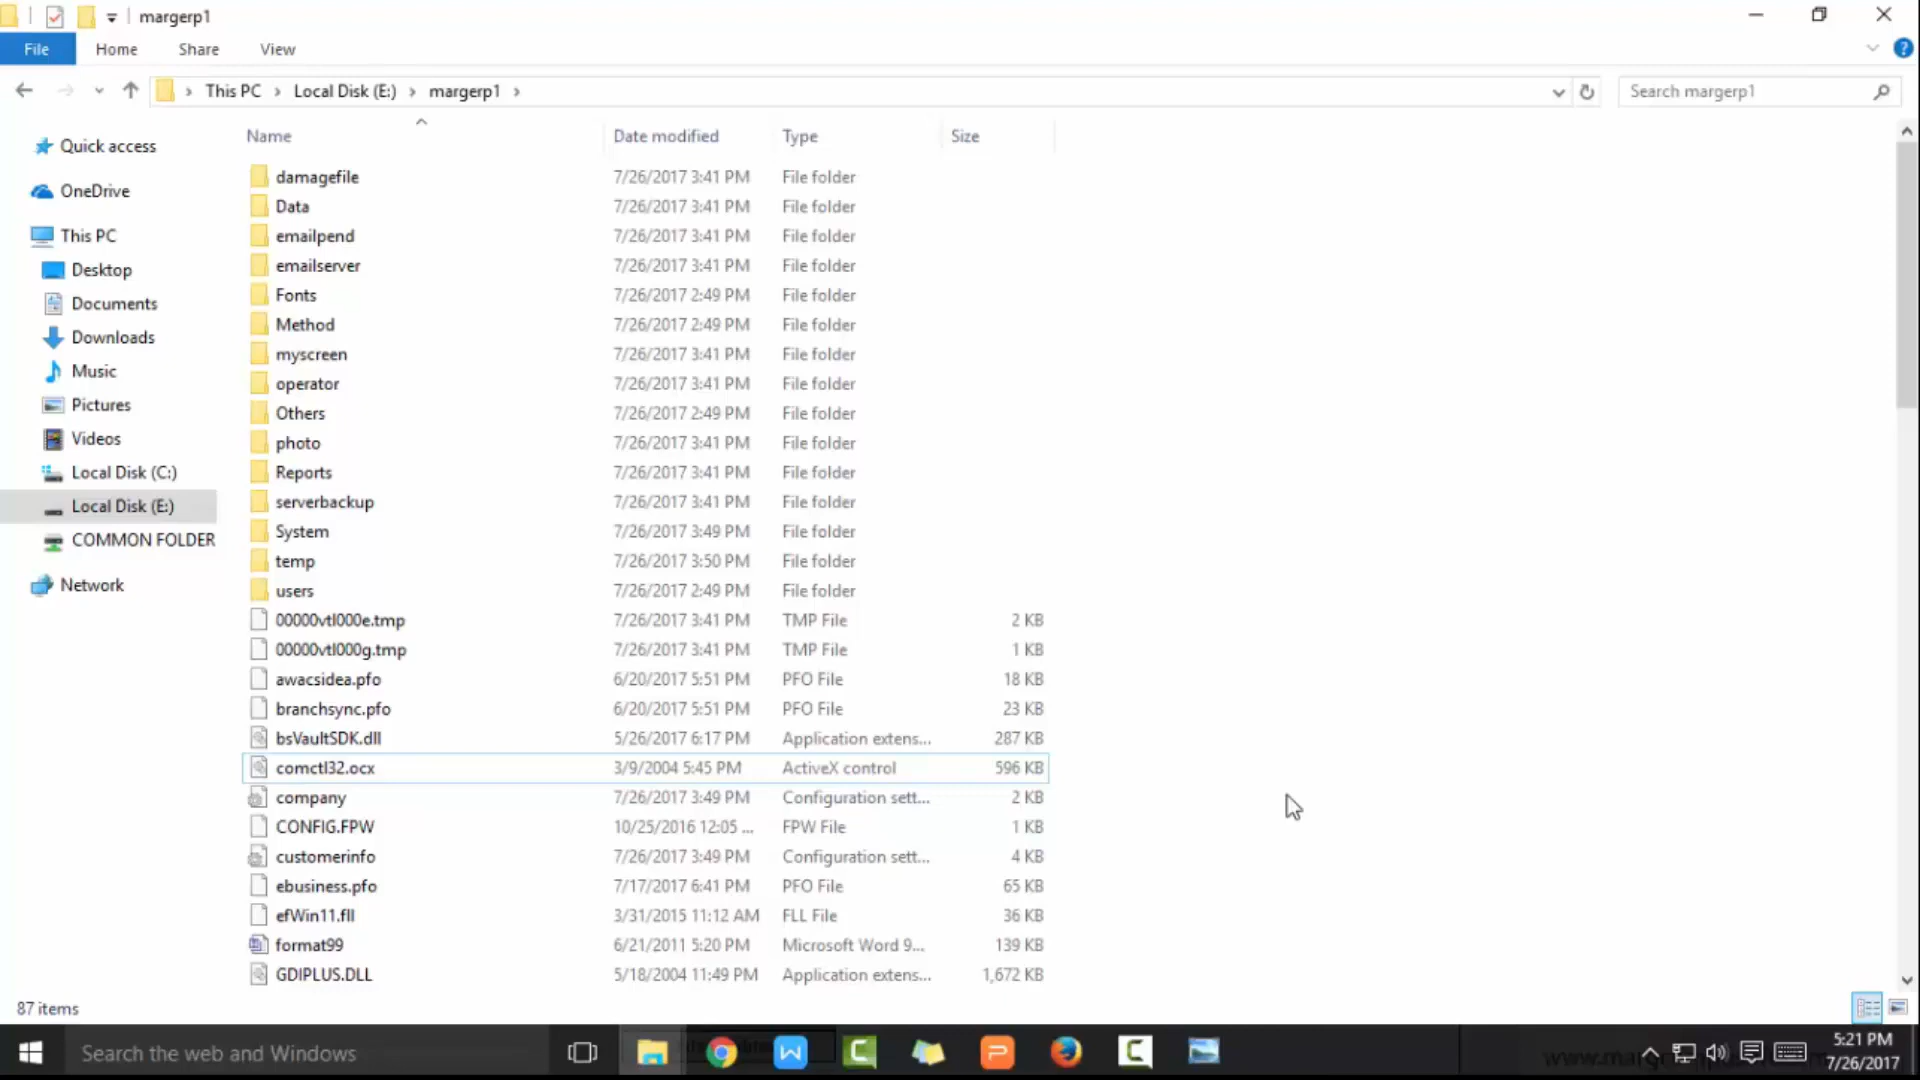 margerp1
File Home Share View
This PC Local Disk (E:) margerp1 Search margerp1
Name Date modified Type Size
Quick access
OneDrive
This PC
Desktop
Documents
Downloads
Music
Pictures
Videos
Local Disk (C:)
Local Disk (E:)
COMMON FOLDER
Network
damagefile 7/26/2017 3:41 PM File folder
Data 7/26/2017 3:41 PM File folder
emailpend 7/26/2017 3:41 PM File folder
emailserver 7/26/2017 3:41 PM File folder
Fonts 7/26/2017 2:49 PM File folder
Method 7/26/2017 2:49 PM File folder
myscreen 7/26/2017 3:41 PM File folder
operator 7/26/2017 3:41 PM File folder
Others 7/26/2017 2:49 PM File folder
photo 7/26/2017 3:41 PM File folder
Reports 7/26/2017 3:41 PM File folder
serverbackup 7/26/2017 3:41 PM File folder
System 7/26/2017 3:49 PM File folder
temp 7/26/2017 3:50 PM File folder
users 7/26/2017 2:49 PM File folder
00000vtl000e.tmp 7/26/2017 3:41 PM TMP File 2 KB
00000vtl000g.tmp 7/26/2017 3:41 PM TMP File 1 KB
awacsidea.pfo 6/20/2017 5:51 PM PFO File 18 KB
branchsync.pfo 6/20/2017 5:51 PM PFO File 23 KB
bsVaultSDK.dll 5/26/2017 6:17 PM Application extens... 287 KB
comctl32.ocx 3/9/2004 5:45 PM ActiveX control 596 KB
company 7/26/2017 3:49 PM Configuration sett... 2 KB
CONFIG.FPW 10/25/2016 12:05 ... FPW File 1 KB
customerinfo 7/26/2017 3:49 PM Configuration sett... 4 KB
ebusiness.pfo 7/17/2017 6:41 PM PFO File 65 KB
efWin11.fll 3/31/2015 11:12 AM FLL File 36 KB
format99 6/21/2011 5:20 PM Microsoft Word 9... 139 KB
GDIPLUS.DLL 5/18/2004 11:49 PM Application extens... 1,672 KB
87 items
Search the web and Windows
5:21 PM
7/26/2017